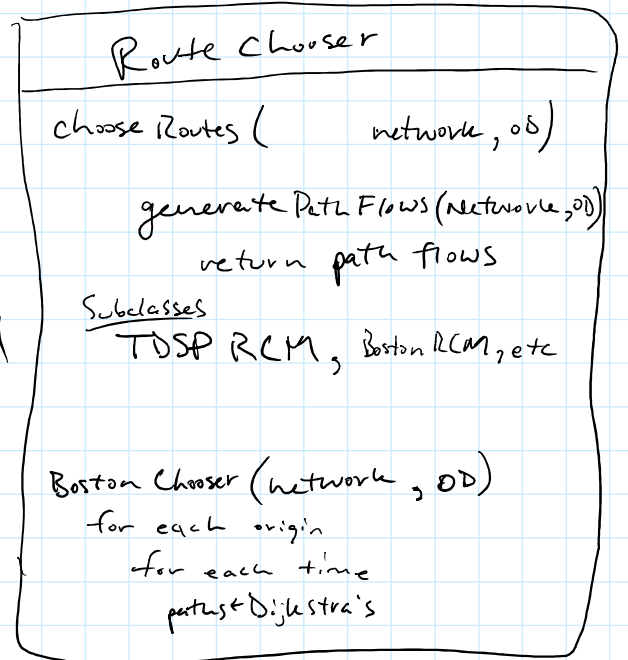 Route Chooser
choose Routes ( network, OD)
generate Path Flows (Network, OD)
return path flows
Subclasses
TDSP RCM, Boston RCM, etc
Boston Chooser (network, OD)
for each origin
for each time
paths ← Dijkstra's